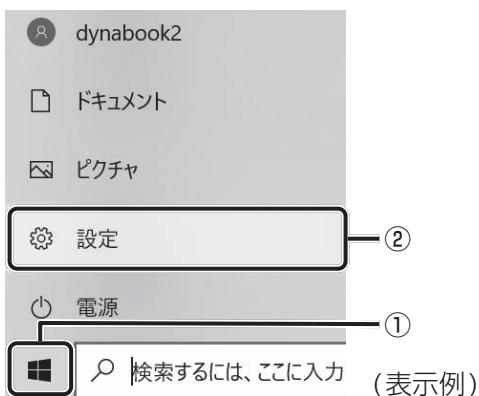 dynabook2
ドキュメント
ピクチャ
設定
②
電源
①
検索するには、ここに入力
(表示例)